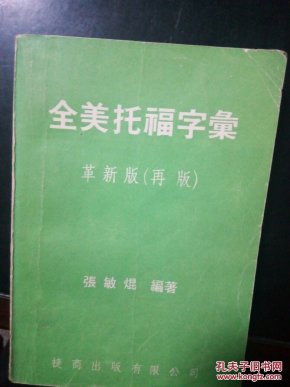 全美托福字彙
革新版(再版)
張敏焜 編著
捷商出版有限公司
孔夫子旧书网